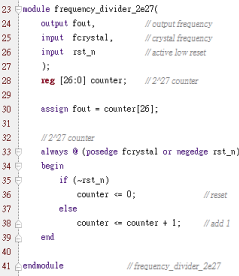 23 module frequency_divider_2e27(
24 output fout, // output frequency
25 input fcrystal, // crystal frequency
26 input rst_n // active low reset
27 );
28 reg [26:0] counter; // 2^27 counter
29
30 assign fout = counter[26];
31
32 // 2^27 counter
33 always @ (posedge fcrystal or negedge rst_n)
34 begin
35 if (~rst_n)
36 counter <= 0; // reset
37 else
38 counter <= counter + 1; // add 1
39 end
40
41 endmodule // frequency_divider_2e27